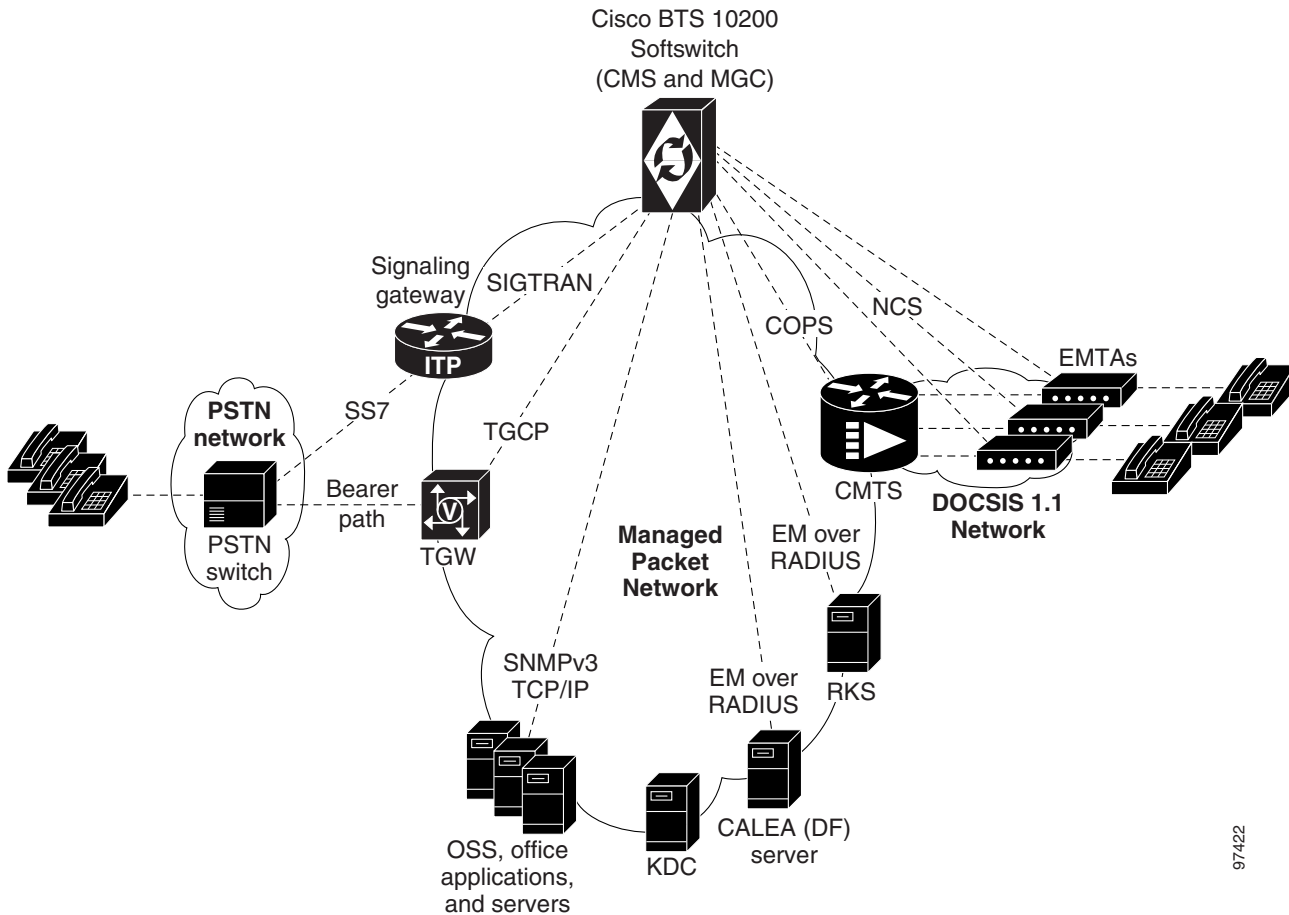 Cisco BTS 10200
Softswitch
(CMS and MGC)
Signaling
gateway
SIGTRAN
NCS
COPS
EMTAs
ITP
PSTN
network
SS7
TGCP
CMTS
DOCSIS 1.1
Network
Bearer
path
V
TGW
PSTN
switch
Managed
Packet
Network
EM over
RADIUS
SNMPv3
TCP/IP
EM over
RADIUS
RKS
OSS, office
applications,
and servers
KDC
CALEA (DF)
server
97422